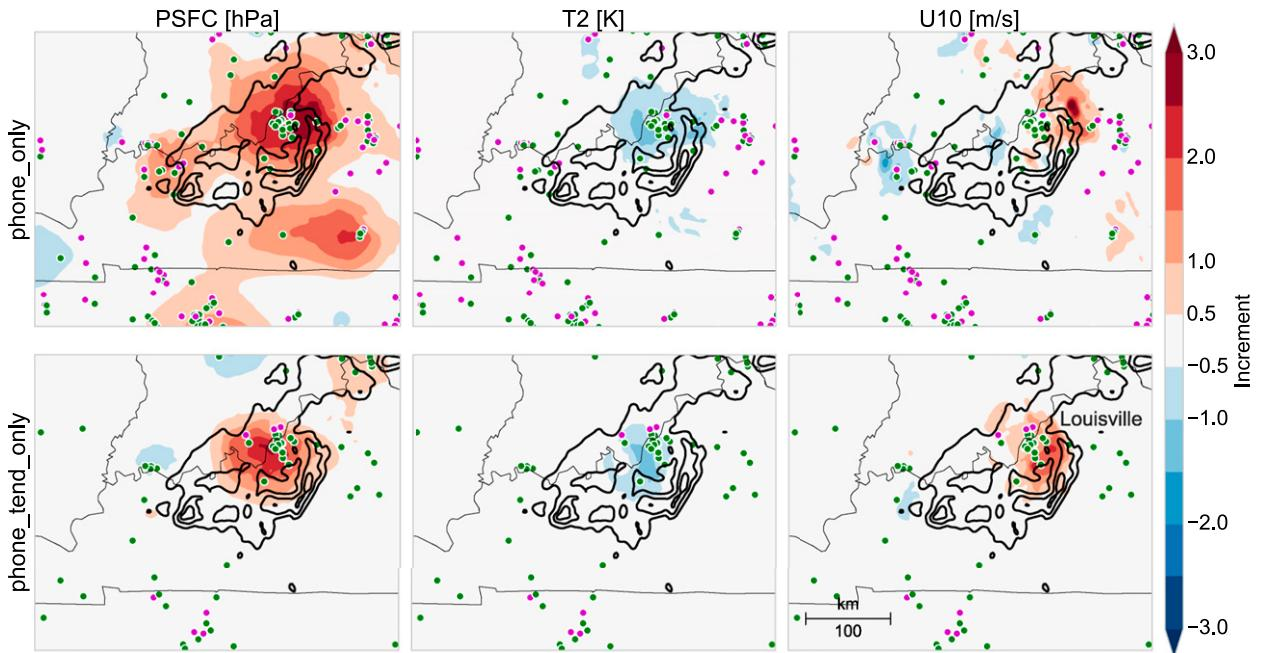 PSFC [hPa]
T2 [K]
U10 [m/s]
phone_only
phone_tend_only
Louisville
km
100
3.0
2.0
1.0
0.5
−0.5
−1.0
−2.0
−3.0
Increment